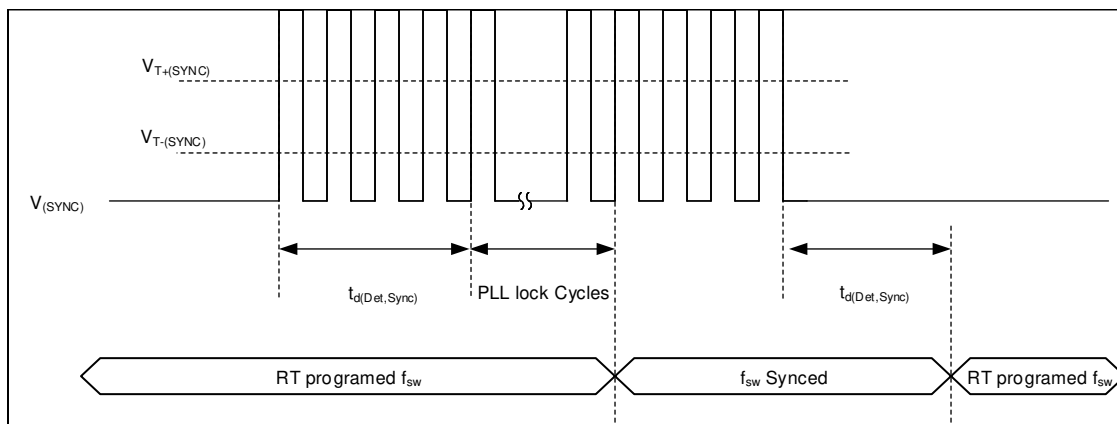 VT+(SYNC)
VT-(SYNC)
V(SYNC)
td(Det,Sync)
PLL lock Cycles
td(Det,Sync)
RT programed fsw
fsw Synced
RT programed fsw